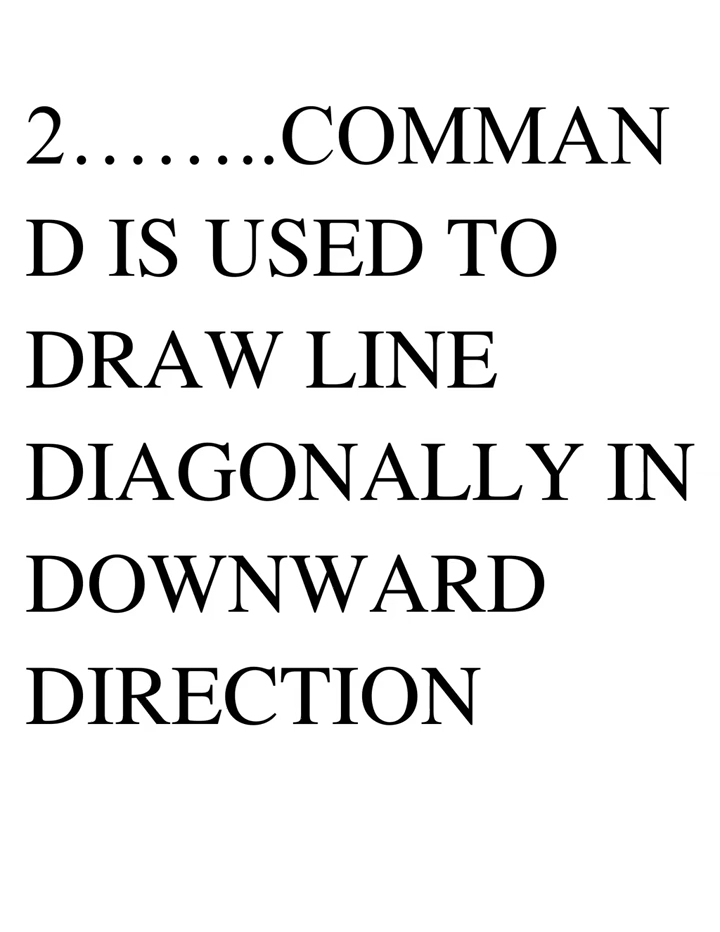 2……..COMMAN
D IS USED TO
DRAW LINE
DIAGONALLY IN
DOWNWARD
DIRECTION